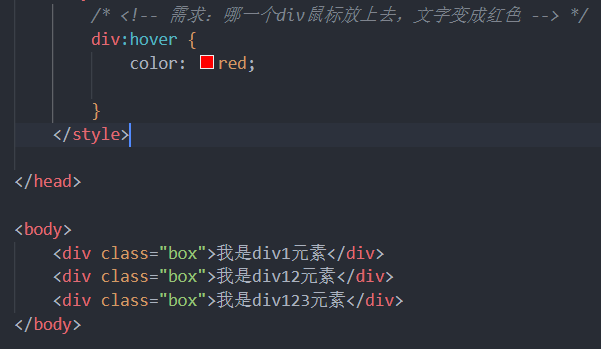 /* <!-- 需求：哪一个div鼠标放上去，文字变成红色 --> */
div:hover {
color: red;
}
</style>
</head>
<body>
<div class="box">我是div1元素</div>
<div class="box">我是div12元素</div>
<div class="box">我是div123元素</div>
</body>